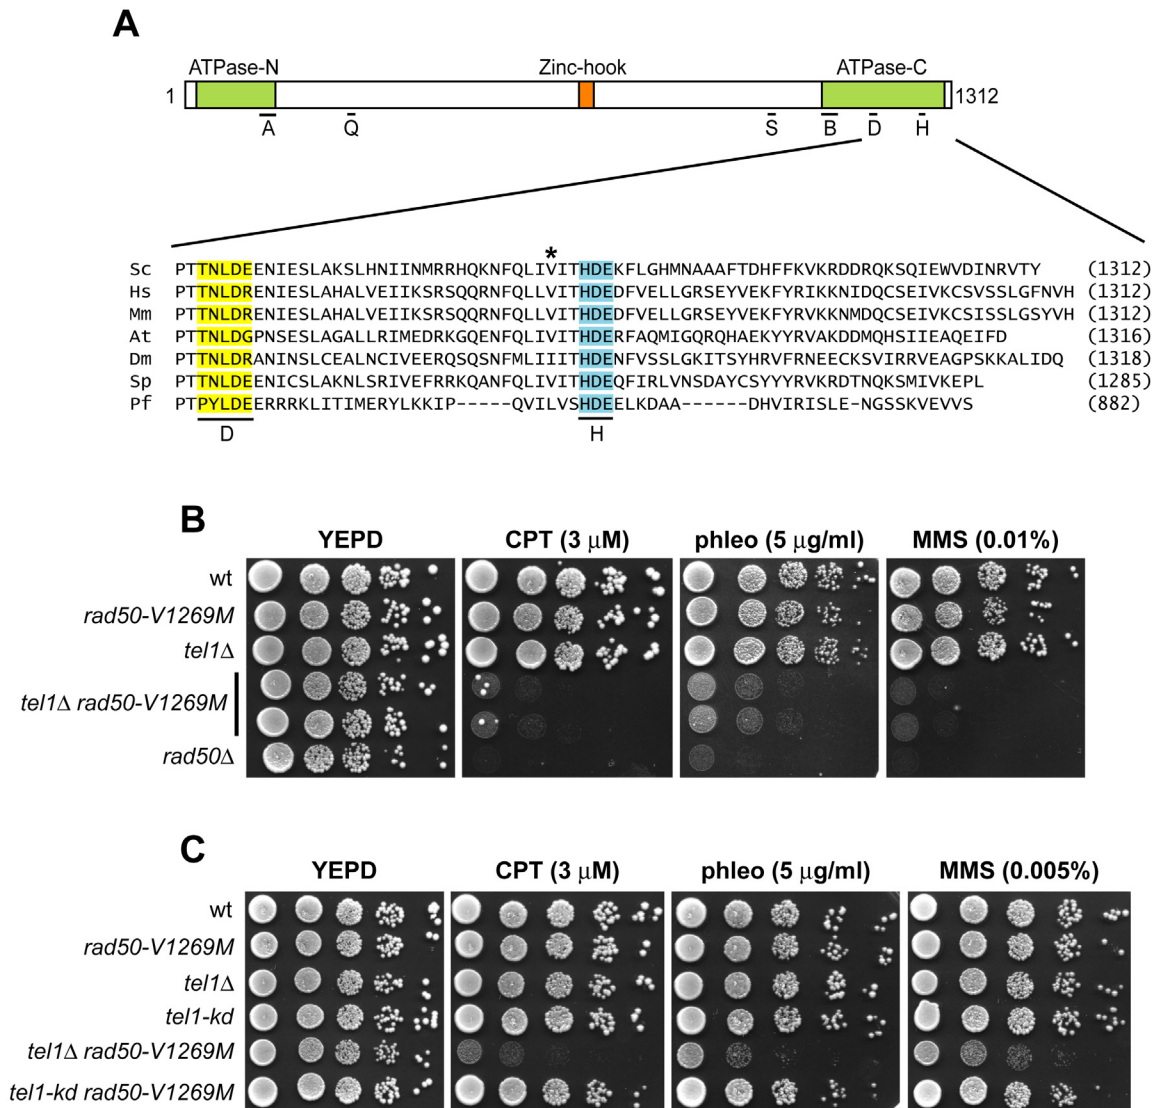 A
ATPase-N Zinc-hook ATPase-C
1 1312
A Q S B D H
*
Sc PTTNLDEENIESLAKSLHNIINMRRHQKNFQLIVITHDEKFLGHMNAAAFTDHFFKVKRDDRQKSQIEWVDINRVTY (1312)
Hs PTTNLDRENIESLAHALVEIIKSRSQQRNFQLLVITHDEDFVELLGRSEYVEKFYRIKKNIDQCSEIVKCSVSSLGFNVH (1312)
Mm PTTNLDRENIESLAHALVEIIKSRSQQRNFQLLVITHDEDFVELLGRSEYVEKFYRVKKNMDQCSEIVKCSISSLGSYVH (1312)
At PTTNLDGPNSESLAGALLRIMEDRKGQENFQLIVITHDERFAQMIGQRQHAEKYYRVAKDDMQHSIIEAQEIFD (1316)
Dm PTTNLDRANINSLCEALNCIVEERQSQSNFMLIIITHDENFVSSLGKITSYHRVFRNEECKSVIRRVEAGPSKKALIDQ (1318)
Sp PTTNLDEENICSLAKNLSRIVEFRRKQANFQLIVITHDEQFIRLVNSDAYCSYYYRVKRDTNQKSMIVKEPL (1285)
Pf PTPYLDEERRRKLITIMERYLKKIP-----QVILVSHDEELKDAA------DHVIRISLE-NGSSKVEVVS (882)
D H
B
YEPD CPT (3 μM) phleo (5 μg/ml) MMS (0.01%)
wt
rad50-V1269M
tel1Δ
tel1Δ rad50-V1269M
rad50Δ
C
YEPD CPT (3 μM) phleo (5 μg/ml) MMS (0.005%)
wt
rad50-V1269M
tel1Δ
tel1-kd
tel1Δ rad50-V1269M
tel1-kd rad50-V1269M